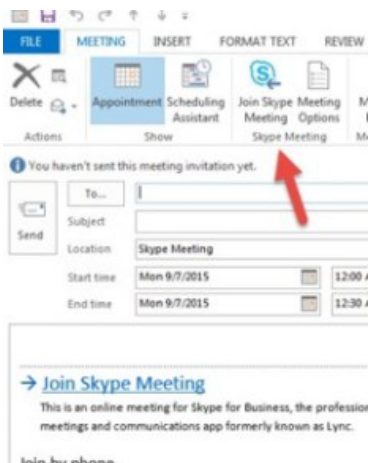 FILE MEETING INSERT FORMAT TEXT REVIEW
Delete Appointment Scheduling Assistant Join Skype Meeting Meeting Options
Actions Show Skype Meeting
You haven't sent this meeting invitation yet.
To...
Send
Subject
Location Skype Meeting
Start time Mon 9/7/2015 12:00 A
End time Mon 9/7/2015 12:30 A
→ Join Skype Meeting
This is an online meeting for Skype for Business, the profession
meetings and communications app formerly known as Lync.
Join by phone